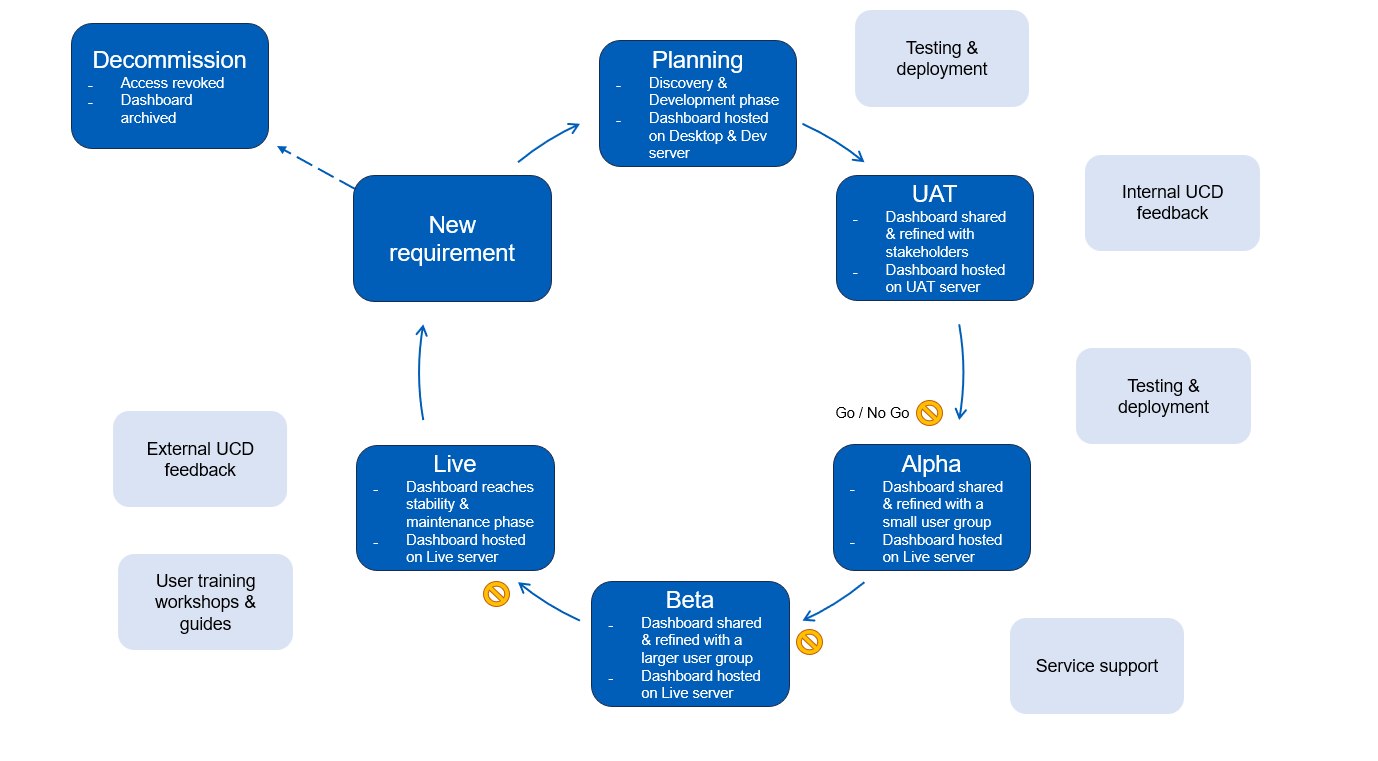 Decommission
- Access revoked
- Dashboard
archived
Planning
- Discovery &
Development phase
- Dashboard hosted
on Desktop & Dev
server
Testing &
deployment
New
requirement
UAT
- Dashboard shared
& refined with
stakeholders
- Dashboard hosted
on UAT server
Internal UCD
feedback
Testing &
deployment
Go / No Go
External UCD
feedback
Live
- Dashboard reaches
stability &
maintenance phase
- Dashboard hosted
on Live server
Alpha
- Dashboard shared
& refined with a
small user group
- Dashboard hosted
on Live server
User training
workshops &
guides
Beta
- Dashboard shared
& refined with a
larger user group
- Dashboard hosted
on Live server
Service support